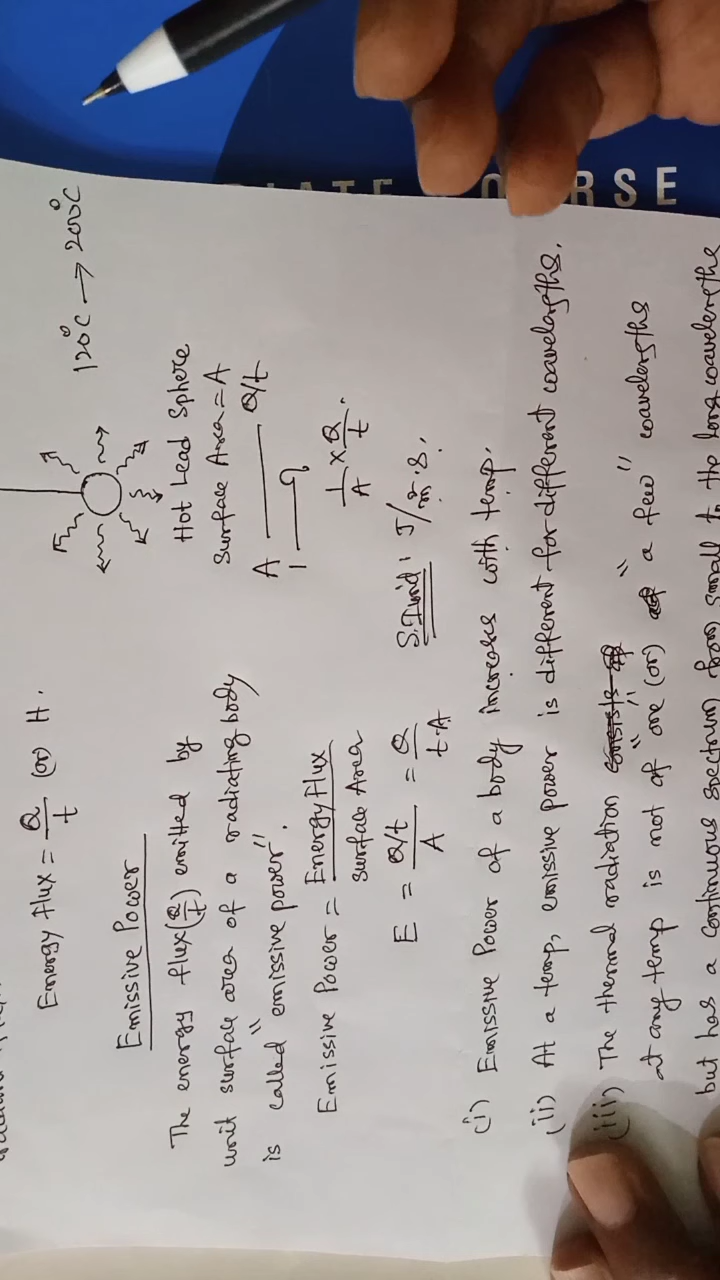 Energy flux = Q/t (or) H.
120°C → 200°C
Emissive Power
The energy flux (Q/t) emitted by
unit surface area of a radiating body
is called "emissive power".
Emissive Power = Energy flux / Surface Area
E = Q/t / A = Q / t.A
Hot Lead Sphere
Surface Area = A
A — Q/t
1 — ?
1/A × Q/t.
S.I unid: J/m².s.
(i) Emissive Power of a body increases with temp.
(ii) At a temp, emissive power is different for different wavelengths.
(iii) The thermal radiation
at any temp is not of "one" (or) "a few" wavelengths
but has a continuous spectrum from small to the long wavelengths
RSE